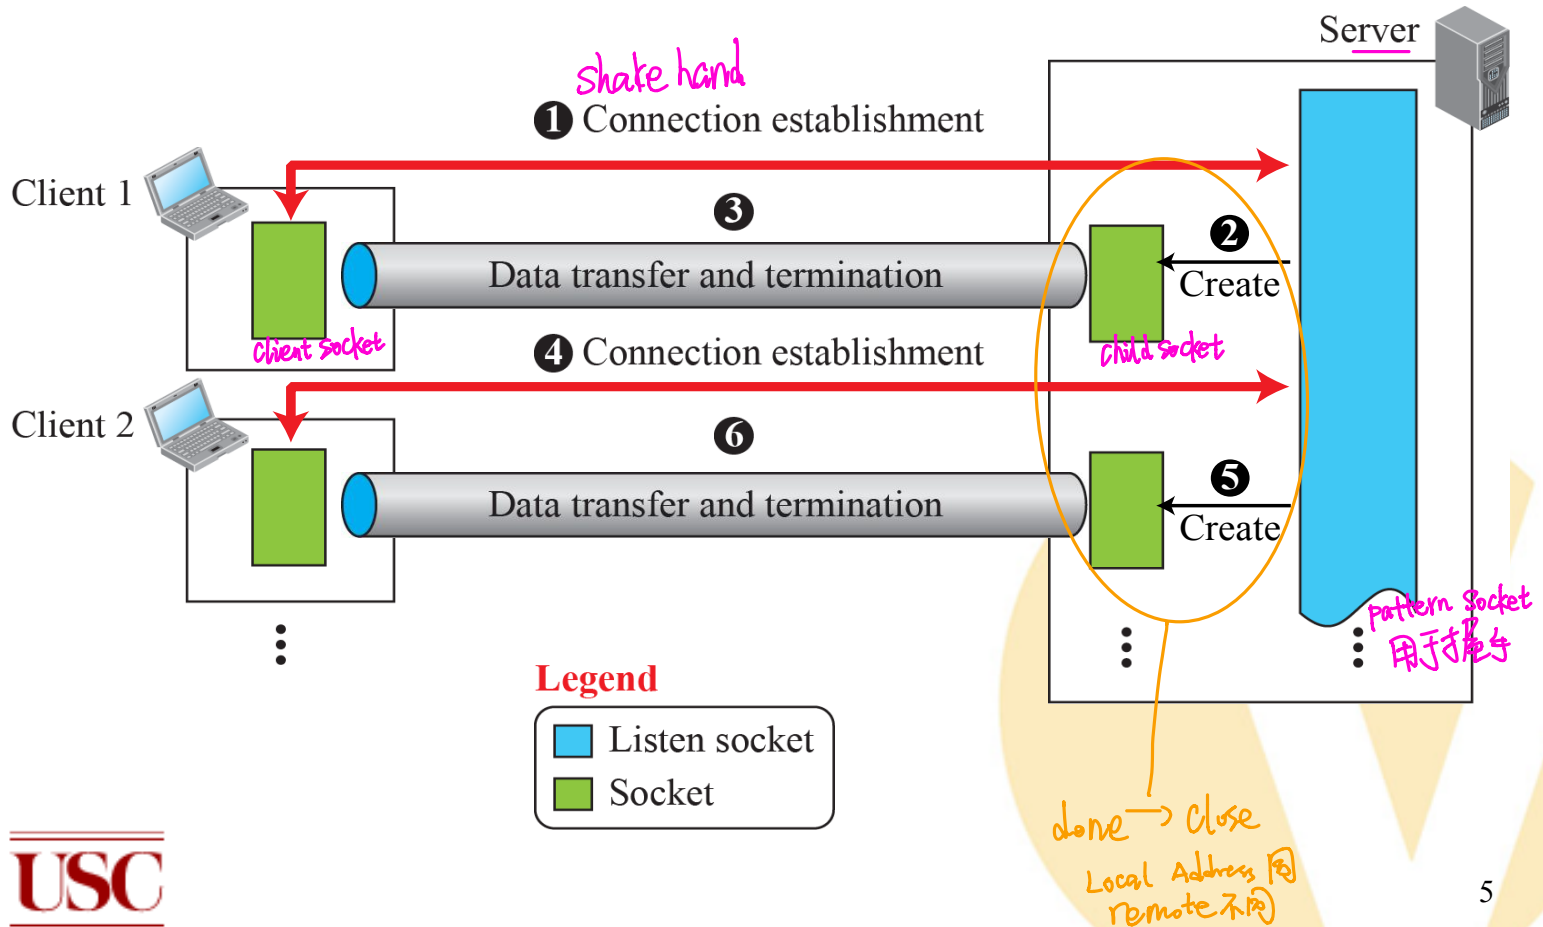 Server
shake hand
1 Connection establishment
Client 1
3
2
Data transfer and termination
Create
client socket
child socket
4 Connection establishment
Client 2
6
5
Data transfer and termination
Create
pattern socket
用于握手
Legend
Listen socket
Socket
done → close
Local Address 同
remote 不同
USC
5